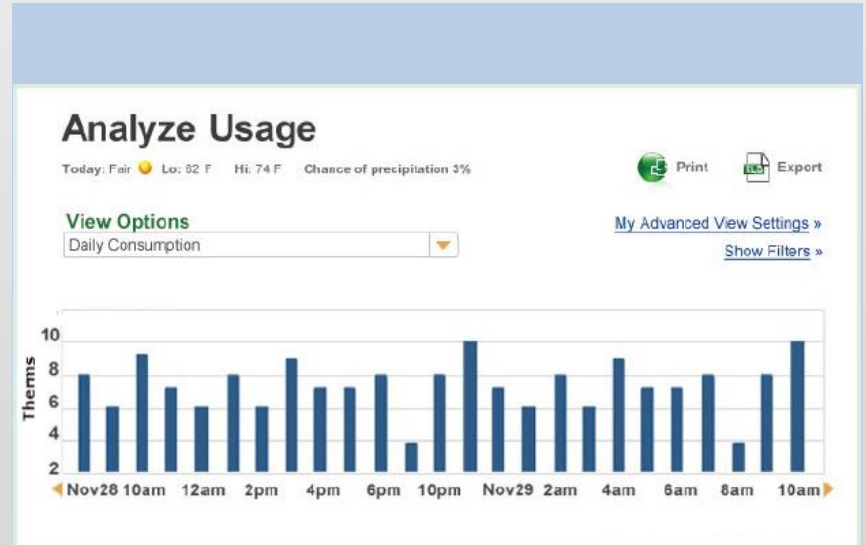 Analyze Usage
Today: Fair Lo: 62 F Hi: 74 F Chance of precipitation 3%
Print
Export
View Options
Daily Consumption
My Advanced View Settings »
Show Filters »
Therms
10
8
6
4
2
Nov28 10am 12am 2pm 4pm 6pm 10pm Nov29 2am 4am 6am 8am 10am